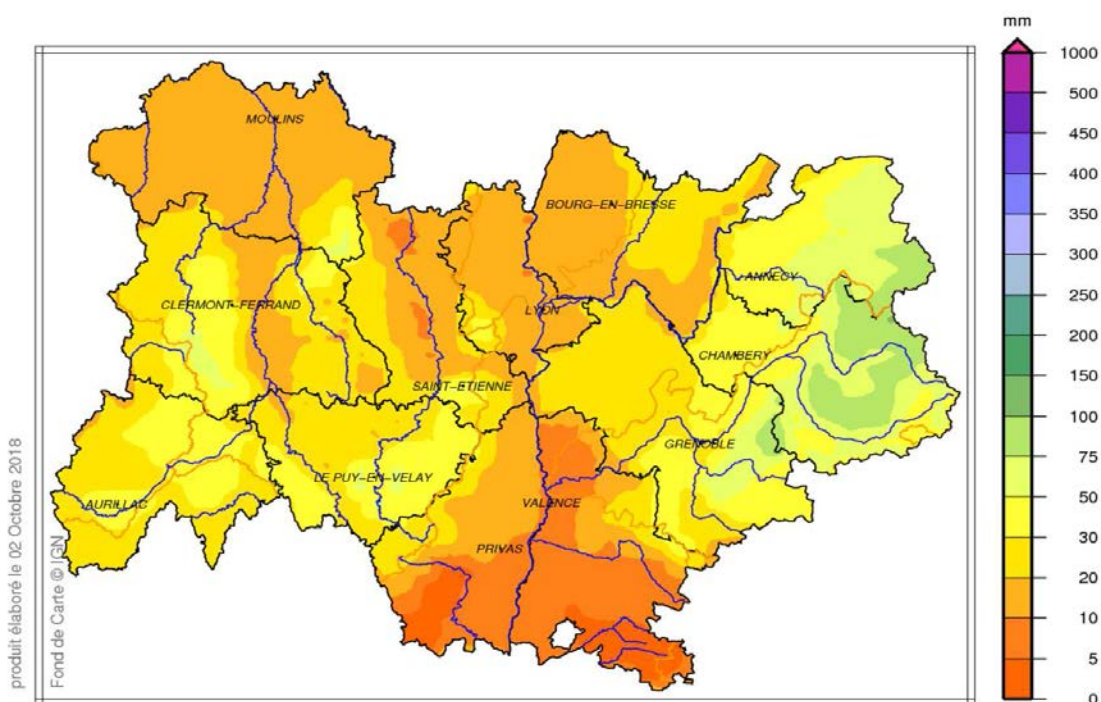 mm
1000
500
450
400
350
300
250
200
150
100
75
50
30
20
10
5
0
MOULINS
BOURG-EN-BRESSE
ANNECY
CLERMONT-FERRAND
LYON
CHAMBERY
SAINT-ETIENNE
GRENOBLE
LE PUY-EN-VELAY
AURILLAC
VALENCE
PRIVAS
produit élaboré le 02 Octobre 2018
Fond de Carte © IGN